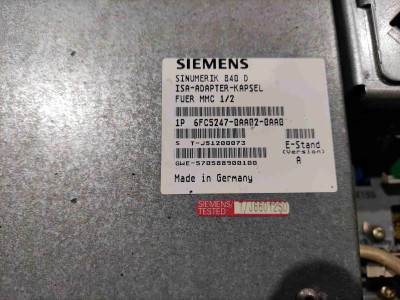 SIEMENS
SINUMERIK 840 D
ISA-ADAPTER-KAPSEL
FUER MMC 1/2
1P 6FC5247-0AA02-0AA0
S T-J51200073
E-Stand
(Version)
GWE-570588900100
A
Made in Germany
SIEMENS/
TESTED